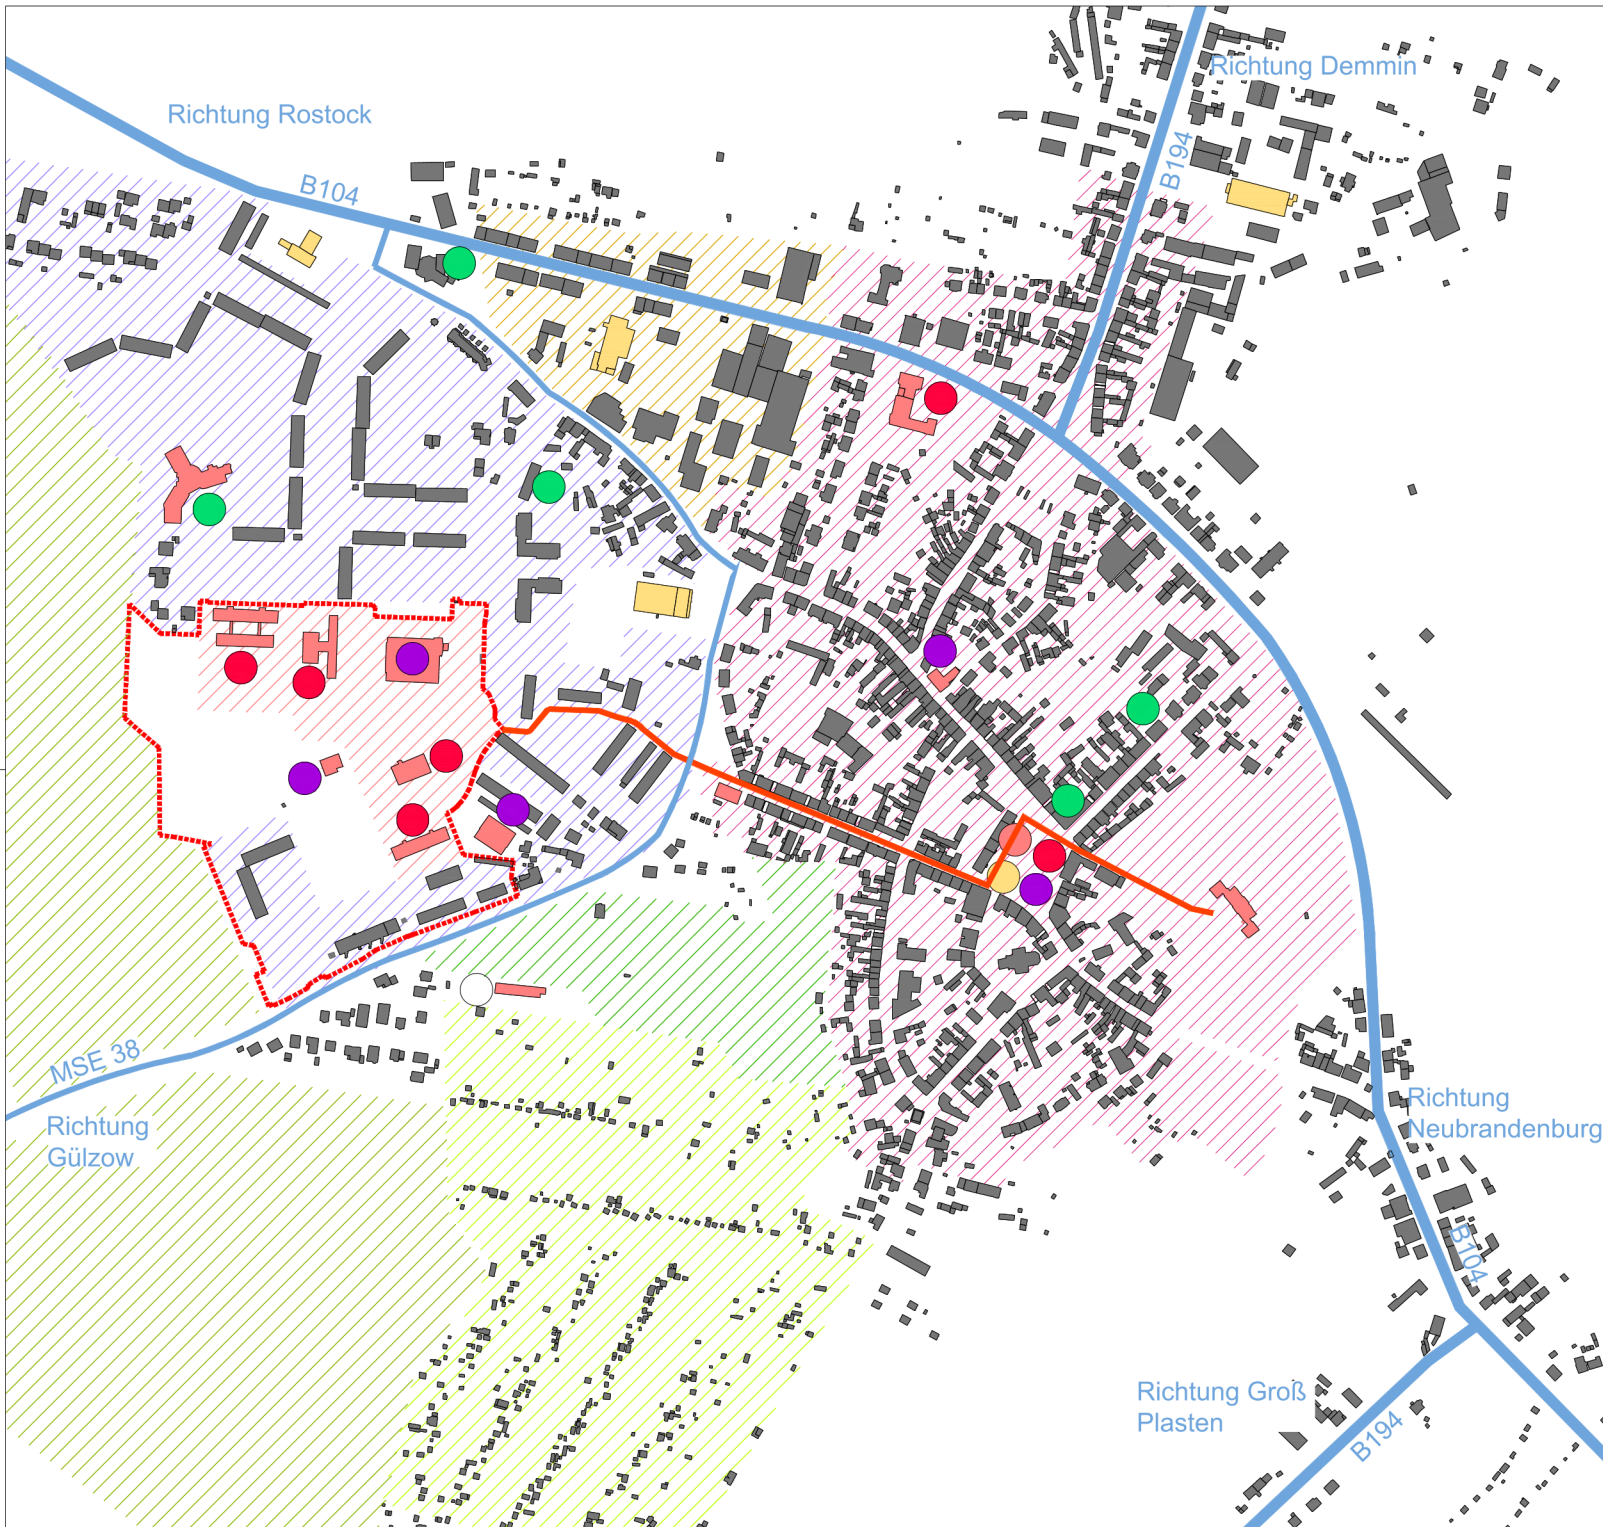 Richtung Demmin
Richtung Rostock
B194
B104
MSE 38
Richtung
Gülzow
Richtung
Neubrandenburg
B104
Richtung Groß
Plasten
B194